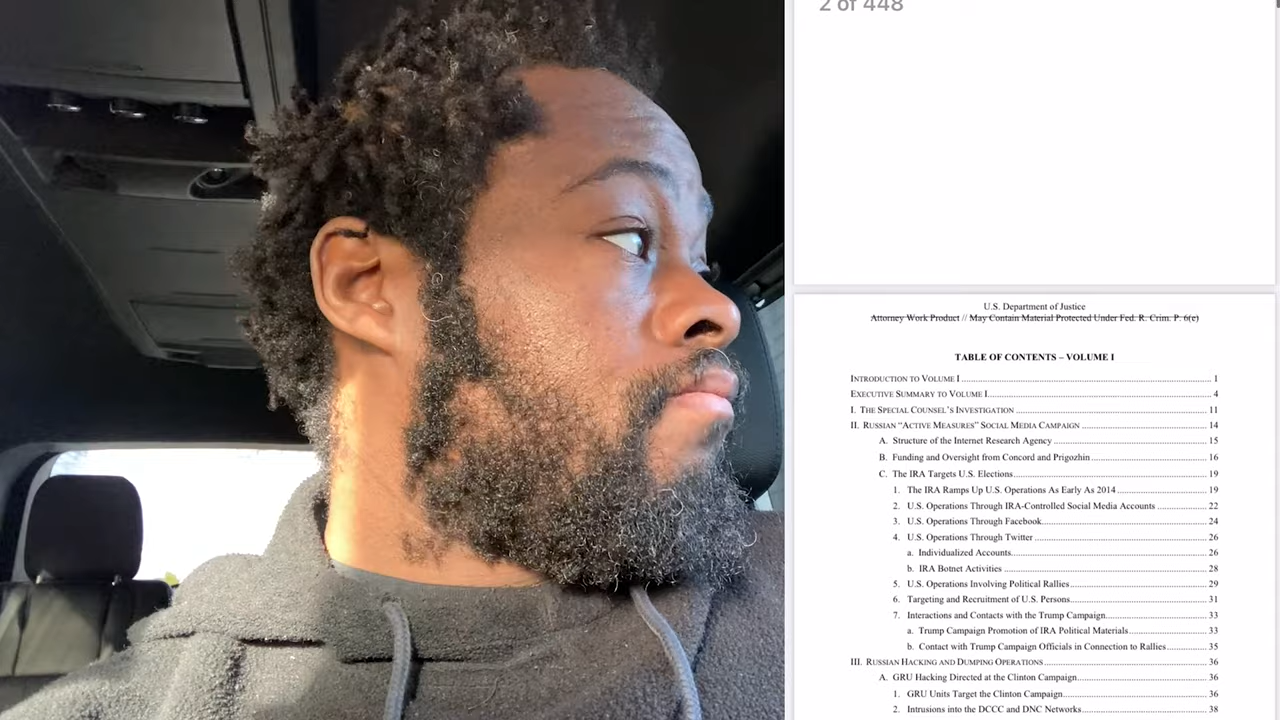 2 of 448
U.S. Department of Justice
Attorney Work Product // May Contain Material Protected Under Fed. R. Crim. P. 6(e)
TABLE OF CONTENTS – VOLUME I
INTRODUCTION TO VOLUME I 1
EXECUTIVE SUMMARY TO VOLUME I 4
I. THE SPECIAL COUNSEL'S INVESTIGATION 11
II. RUSSIAN "ACTIVE MEASURES" SOCIAL MEDIA CAMPAIGN 14
A. Structure of the Internet Research Agency 15
B. Funding and Oversight from Concord and Prigozhin 16
C. The IRA Targets U.S. Elections 19
1. The IRA Ramps Up U.S. Operations As Early As 2014 19
2. U.S. Operations Through IRA-Controlled Social Media Accounts 22
3. U.S. Operations Through Facebook 24
4. U.S. Operations Through Twitter 26
a. Individualized Accounts 26
b. IRA Botnet Activities 28
5. U.S. Operations Involving Political Rallies 29
6. Targeting and Recruitment of U.S. Persons 31
7. Interactions and Contacts with the Trump Campaign 33
a. Trump Campaign Promotion of IRA Political Materials 33
b. Contact with Trump Campaign Officials in Connection to Rallies 35
III. RUSSIAN HACKING AND DUMPING OPERATIONS 36
A. GRU Hacking Directed at the Clinton Campaign 36
1. GRU Units Target the Clinton Campaign 36
2. Intrusions into the DCCC and DNC Networks 38